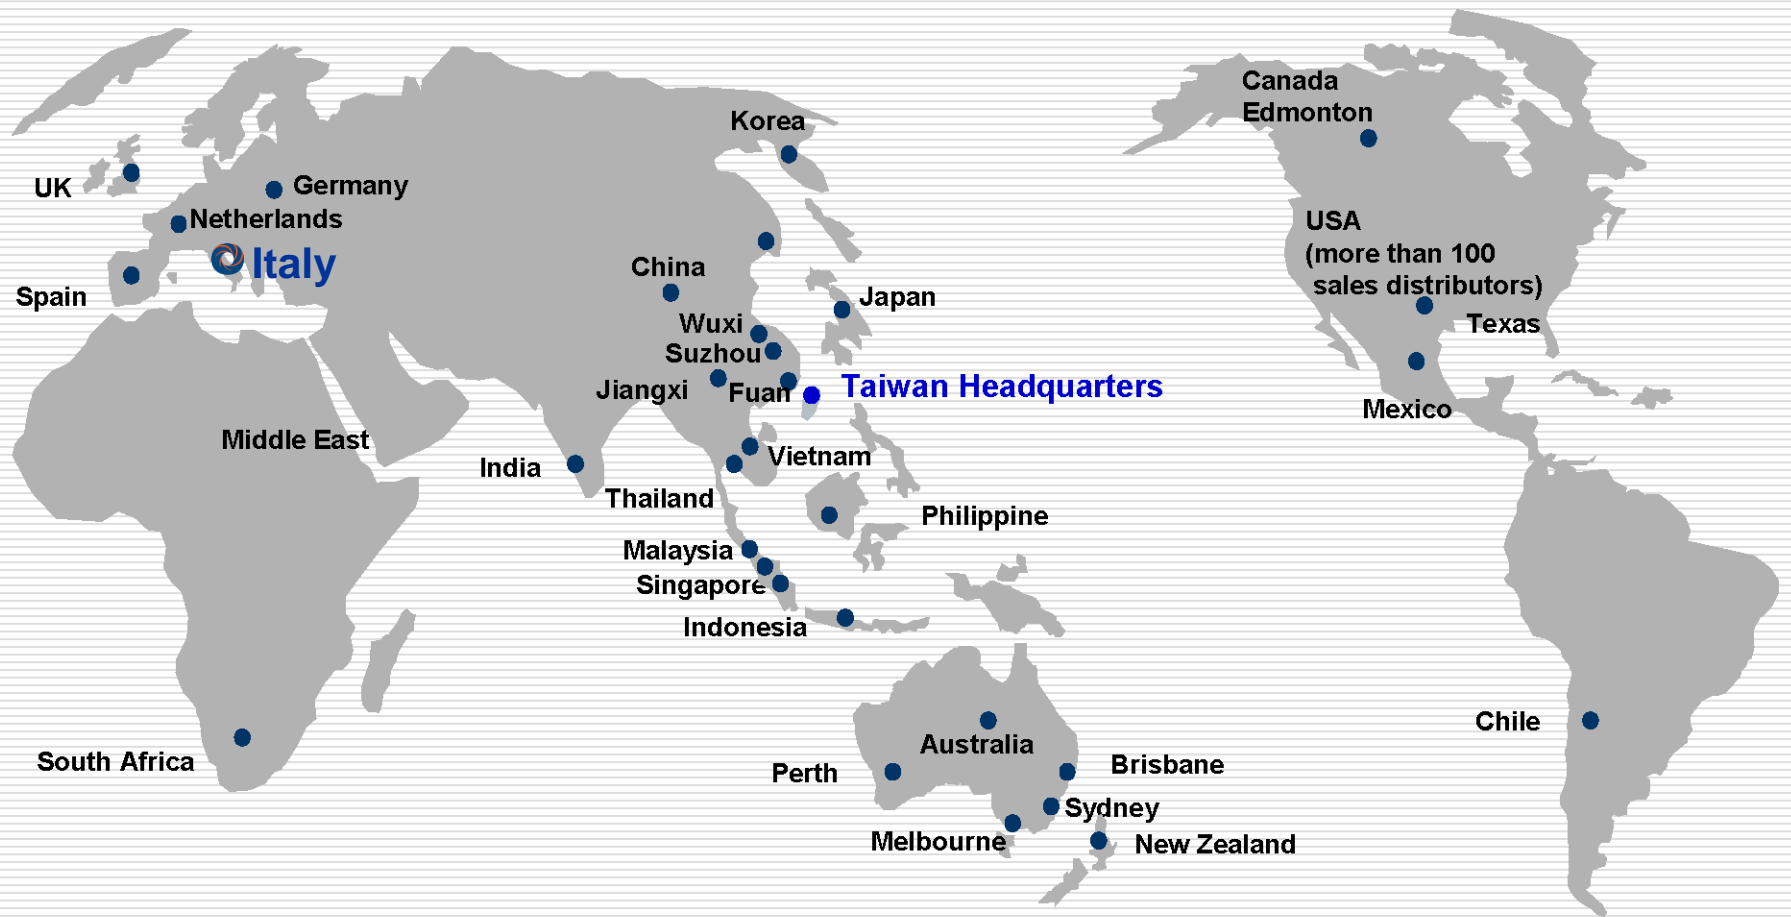 Canada
Edmonton
Korea
UK
Germany
Netherlands
USA
(more than 100
sales distributors)
Italy
China
Spain
Japan
Wuxi
Texas
Suzhou
Jiangxi
Fuan
Taiwan Headquarters
Mexico
Middle East
Vietnam
India
Thailand
Philippine
Malaysia
Singapore
Indonesia
Chile
Australia
South Africa
Perth
Brisbane
Sydney
Melbourne
New Zealand